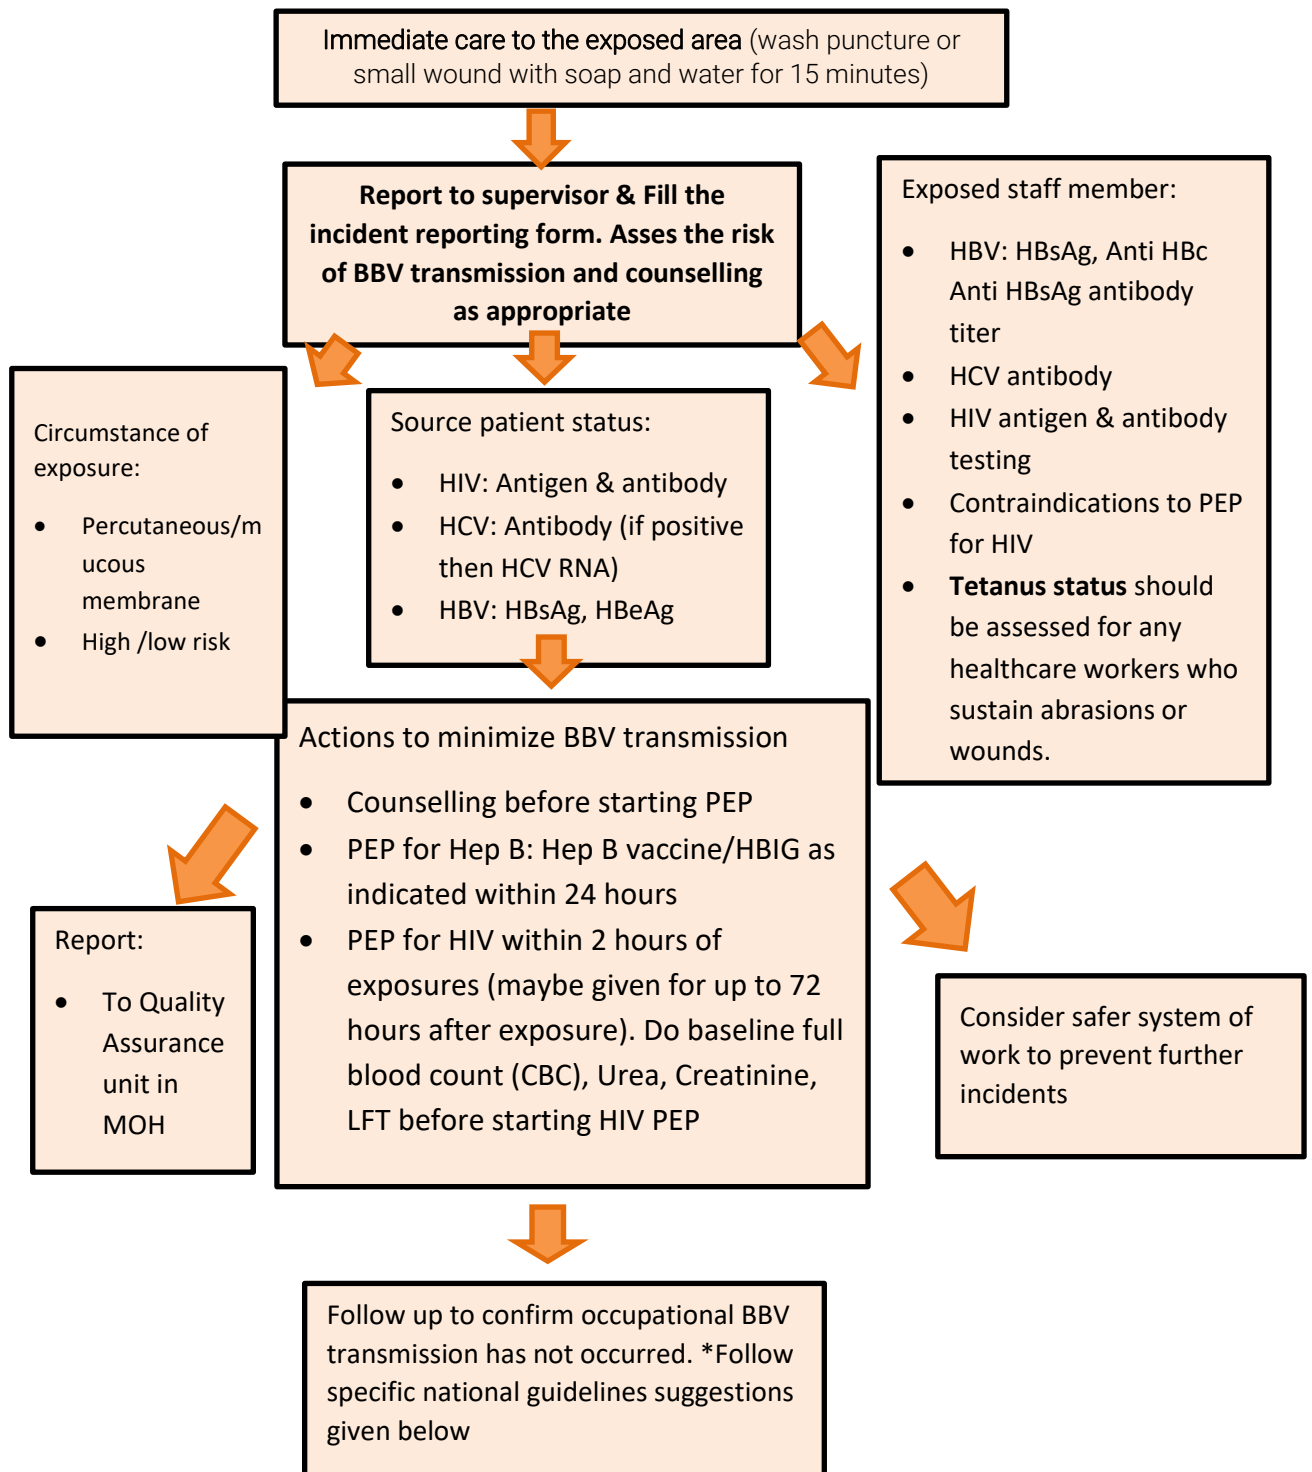 Immediate care to the exposed area (wash puncture or
small wound with soap and water for 15 minutes)
Report to supervisor & Fill the
incident reporting form. Asses the risk
of BBV transmission and counselling
as appropriate
Circumstance of
exposure:
• Percutaneous/m
ucous
membrane
• High /low risk
Source patient status:
• HIV: Antigen & antibody
• HCV: Antibody (if positive
then HCV RNA)
• HBV: HBsAg, HBeAg
Exposed staff member:
• HBV: HBsAg, Anti HBc
Anti HBsAg antibody
titer
• HCV antibody
• HIV antigen & antibody
testing
• Contraindications to PEP
for HIV
• Tetanus status should
be assessed for any
healthcare workers who
sustain abrasions or
wounds.
Actions to minimize BBV transmission
• Counselling before starting PEP
• PEP for Hep B: Hep B vaccine/HBIG as
indicated within 24 hours
• PEP for HIV within 2 hours of
exposures (maybe given for up to 72
hours after exposure). Do baseline full
blood count (CBC), Urea, Creatinine,
LFT before starting HIV PEP
Report:
• To Quality
Assurance
unit in
MOH
Consider safer system of
work to prevent further
incidents
Follow up to confirm occupational BBV
transmission has not occurred. *Follow
specific national guidelines suggestions
given below